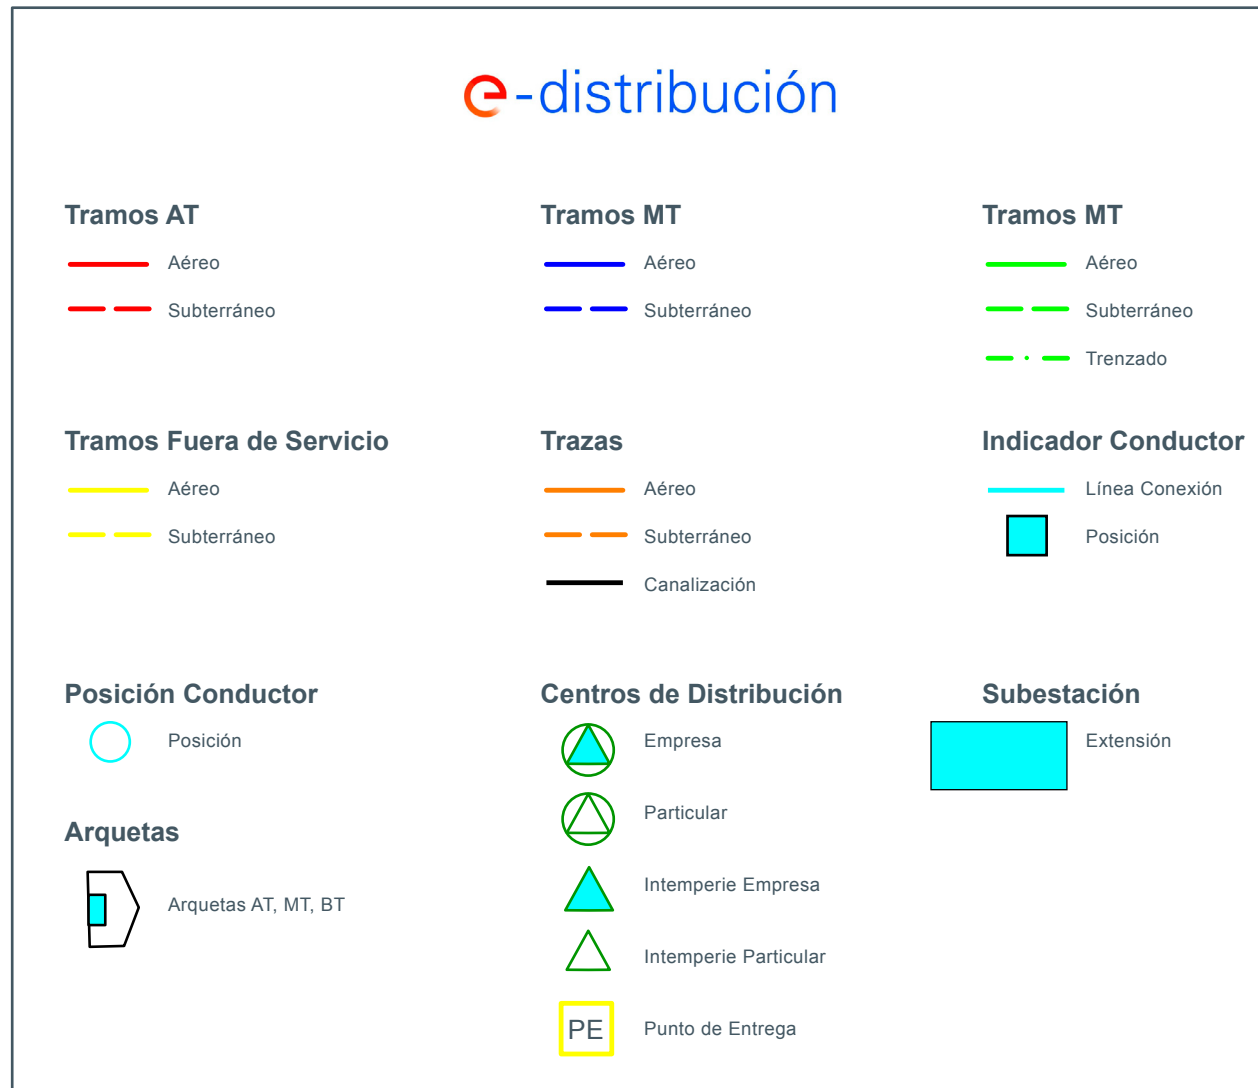 e-distribución
Tramos AT
Aéreo
Subterráneo
Tramos MT
Aéreo
Subterráneo
Tramos MT
Aéreo
Subterráneo
Trenzado
Tramos Fuera de Servicio
Aéreo
Subterráneo
Trazas
Aéreo
Subterráneo
Canalización
Indicador Conductor
Línea Conexión
Posición
Posición Conductor
Posición
Arquetas
Arquetas AT, MT, BT
Centros de Distribución
Empresa
Particular
Intemperie Empresa
Intemperie Particular
PE Punto de Entrega
Subestación
Extensión